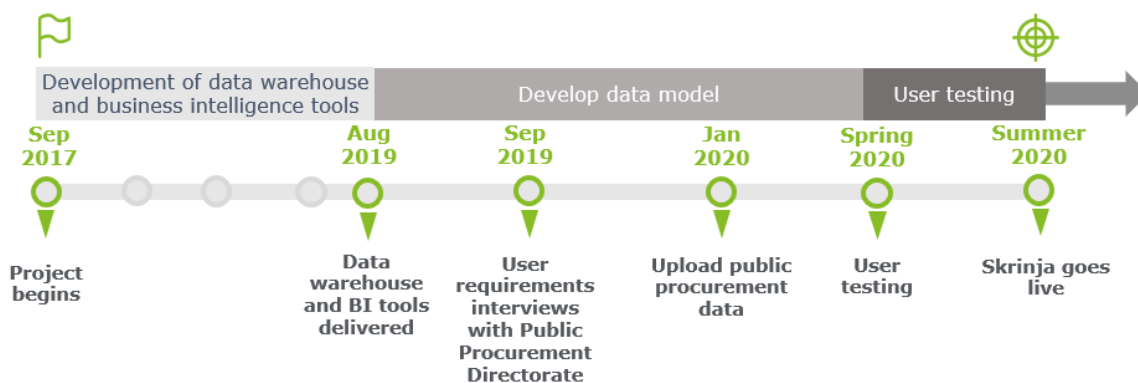 Development of data warehouse
and business intelligence tools
Develop data model
User testing
Sep
2017
Aug
2019
Sep
2019
Jan
2020
Spring
2020
Summer
2020
Project
begins
Data
warehouse
and BI tools
delivered
User
requirements
interviews
with Public
Procurement
Directorate
Upload public
procurement
data
User
testing
Skrinja goes
live